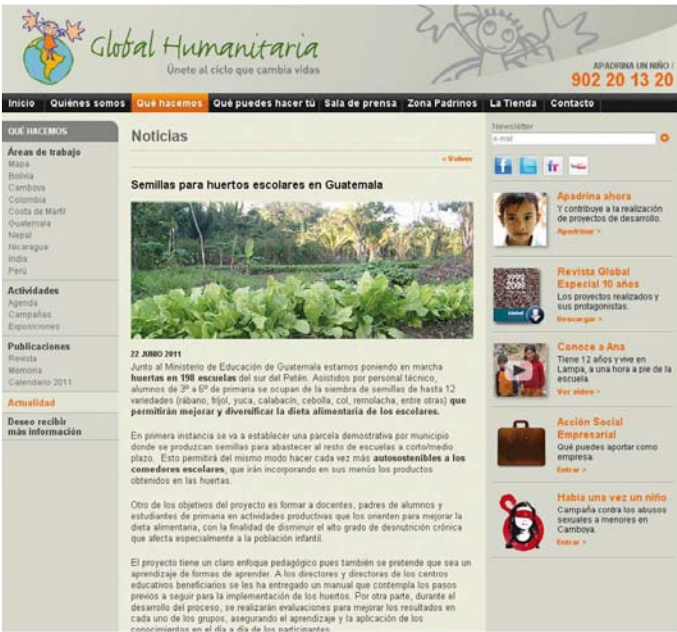 Global Humanitaria
Únete al ciclo que cambia vidas
APADRINA UN NIÑO /
902 20 13 20
Inicio Quiénes somos Qué hacemos Qué puedes hacer tú Sala de prensa Zona Padrinos La Tienda Contacto
QUÉ HACEMOS
Áreas de trabajo
Mapa
Bolivia
Camboya
Colombia
Costa de Marfil
Guatemala
Nepal
Nicaragua
India
Perú
Actividades
Agenda
Campañas
Exposiciones
Publicaciones
Revista
Memoria
Calendario 2011
Actualidad
Deseo recibir
más información
Noticias
« Volver
Semillas para huertos escolares en Guatemala
22 JUNIO 2011
Junto al Ministerio de Educación de Guatemala estamos poniendo en marcha
huertas en 198 escuelas del sur del Petén. Asistidos por personal técnico,
alumnos de 3º a 6º de primaria se ocupan de la siembra de semillas de hasta 12
variedades (rábano, frijol, yuca, calabacín, cebolla, col, remolacha, entre otras) que
permitirán mejorar y diversificar la dieta alimentaria de los escolares.
En primera instancia se va a establecer una parcela demostrativa por municipio
donde se produzcan semillas para abastecer al resto de escuelas a corto/medio
plazo. Esto permitirá del mismo modo hacer cada vez más autosostenibles a los
comedores escolares, que irán incorporando en sus menús los productos
obtenidos en las huertas.
Otro de los objetivos del proyecto es formar a docentes, padres de alumnos y
estudiantes de primaria en actividades productivas que los orienten para mejorar la
dieta alimentaria, con la finalidad de disminuir el alto grado de desnutrición crónica
que afecta especialmente a la población infantil.
El proyecto tiene un claro enfoque pedagógico pues también se pretende que sea un
aprendizaje de formas de aprender. A los directores y directoras de los centros
educativos beneficiarios se les ha entregado un manual que contempla los pasos
previos a seguir para la implementación de los huertos. Por otra parte, durante el
desarrollo del proceso, se realizarán evaluaciones para mejorar los resultados en
cada uno de los grupos, asegurando el aprendizaje y la aplicación de los
conocimientos en el día a día de los participantes.
Newsletter
e-mail
f t fr
Apadrina ahora
Y contribuye a la realización
de proyectos de desarrollo.
Apadrinar >
1999
2009
Global
Revista Global
Especial 10 años
Los proyectos realizados y
sus protagonistas.
Descargar >
Conoce a Ans
Tiene 12 años y vive en
Lampa, a una hora a pie de la
escuela.
Ver vídeo >
Acción Social
Empresarial
Qué puedes aportar como
empresa.
Entrar >
Había una vez un niño
Campaña contra los abusos
sexuales a menores en
Camboya.
Entrar >